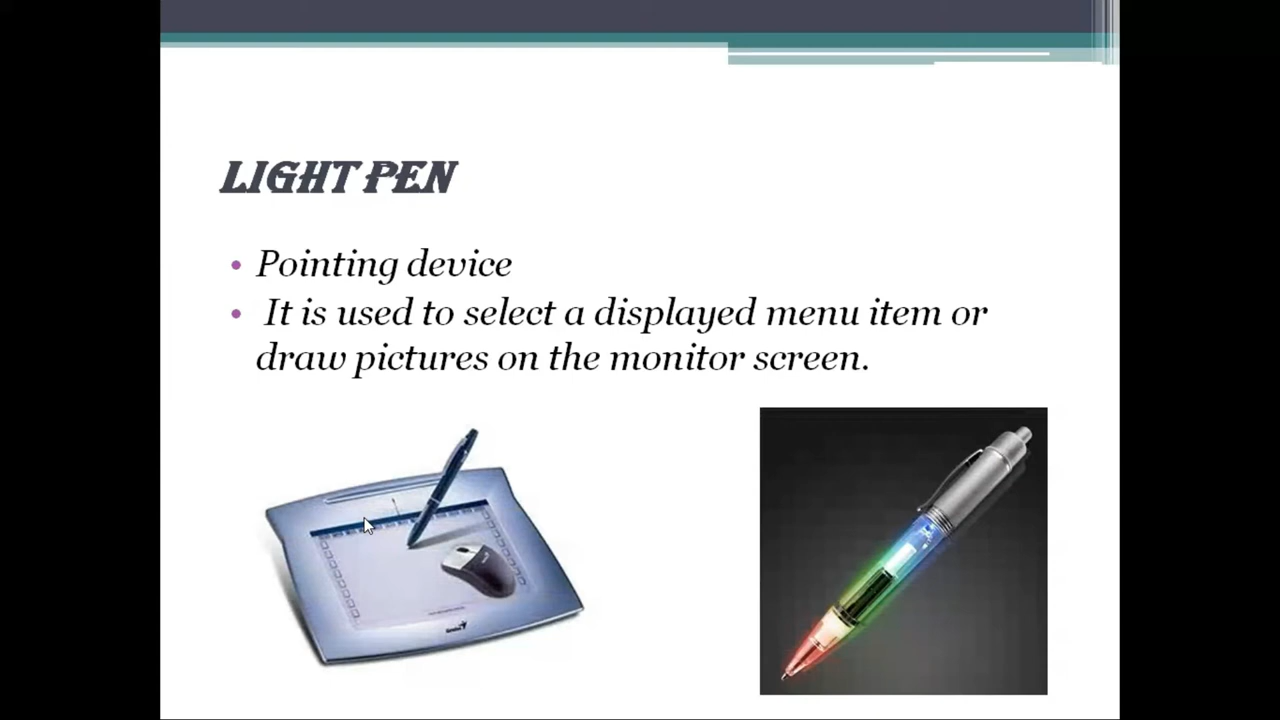 LIGHT PEN
• Pointing device
• It is used to select a displayed menu item or
draw pictures on the monitor screen.